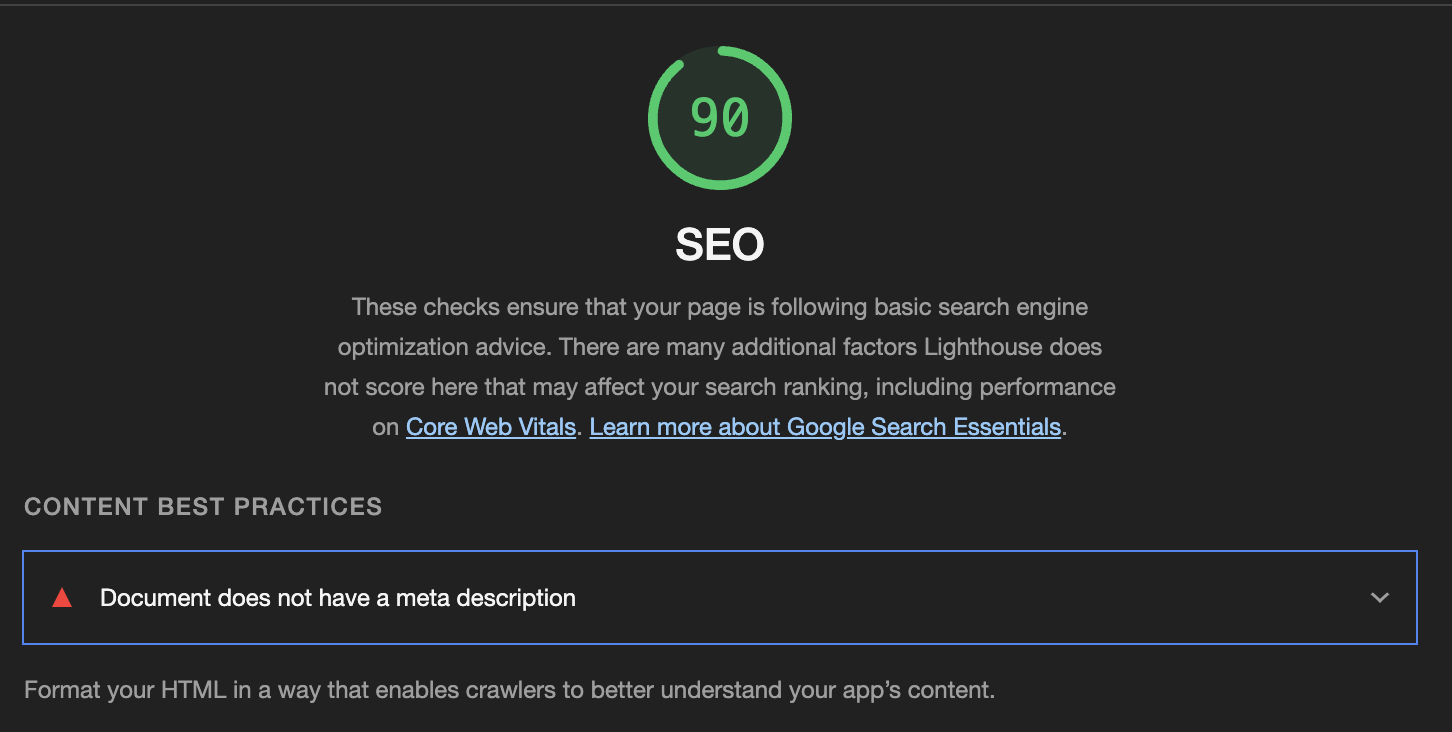 90
SEO
These checks ensure that your page is following basic search engine
optimization advice. There are many additional factors Lighthouse does
not score here that may affect your search ranking, including performance
on Core Web Vitals. Learn more about Google Search Essentials.
CONTENT BEST PRACTICES
Document does not have a meta description
Format your HTML in a way that enables crawlers to better understand your app’s content.